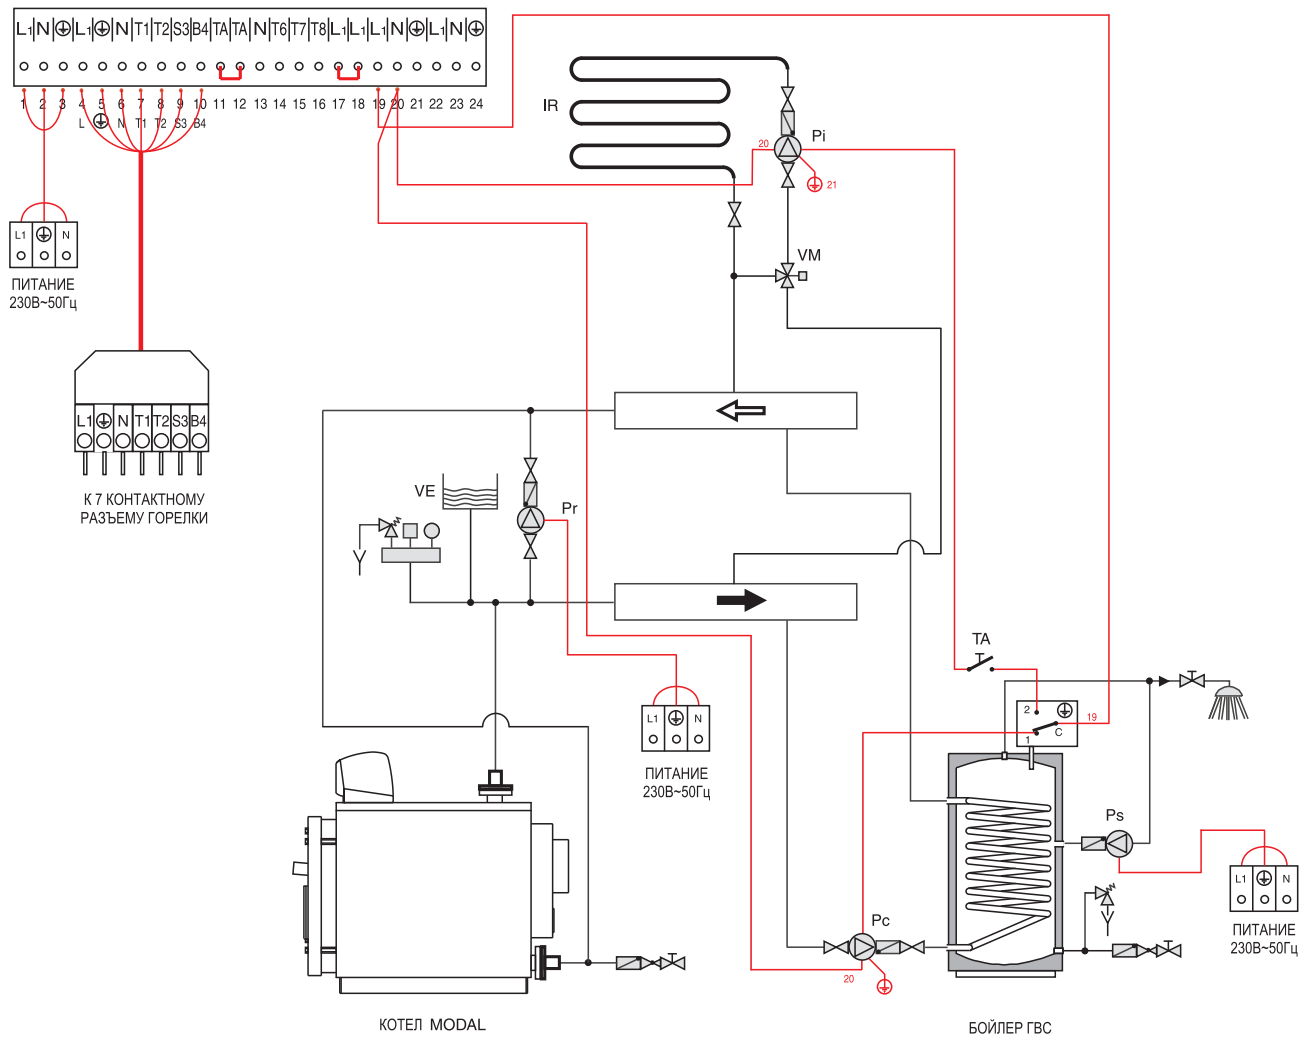 L1 N L1 N T1 T2 S3 B4 TA TA N T6 T7 T8 L1 L1 L1 N L1 N
1 2 3 4 5 6 7 8 9 10 11 12 13 14 15 16 17 18 19 20 21 22 23 24
L N T1 T2 S3 B4
IR
Pi
20
21
VM
L1 N
ПИТАНИЕ
230В~50Гц
L1 N T1 T2 S3 B4
К 7 КОНТАКТНОМУ
РАЗЪЕМУ ГОРЕЛКИ
VE
Pr
TA
L1 N
ПИТАНИЕ
230В~50Гц
2
19
1 C
Ps
L1 N
ПИТАНИЕ
230В~50Гц
Pc
20
КОТЕЛ MODAL
БОЙЛЕР ГВС